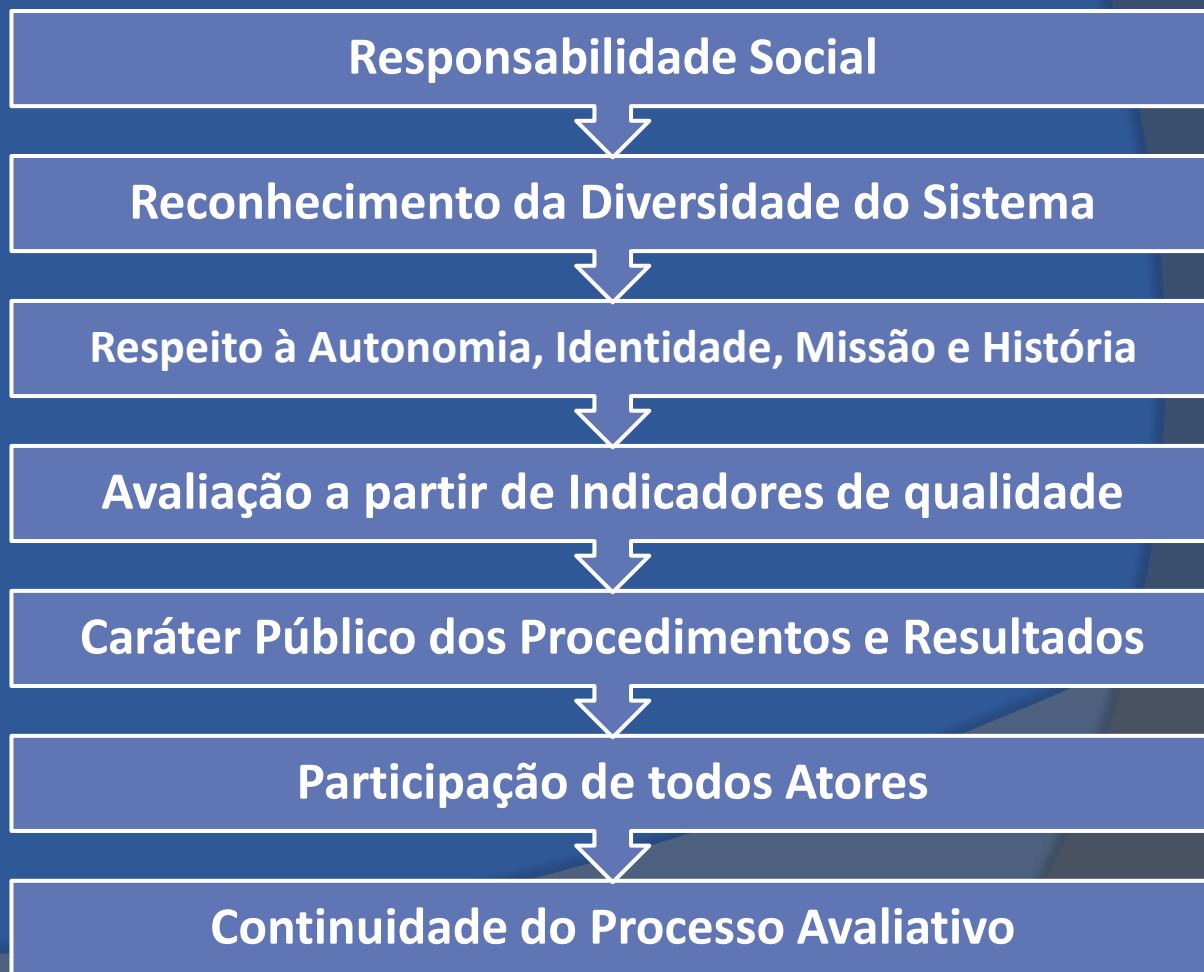 Responsabilidade Social
Reconhecimento da Diversidade do Sistema
Respeito à Autonomia, Identidade, Missão e História
Avaliação a partir de Indicadores de qualidade
Caráter Público dos Procedimentos e Resultados
Participação de todos Atores
Continuidade do Processo Avaliativo